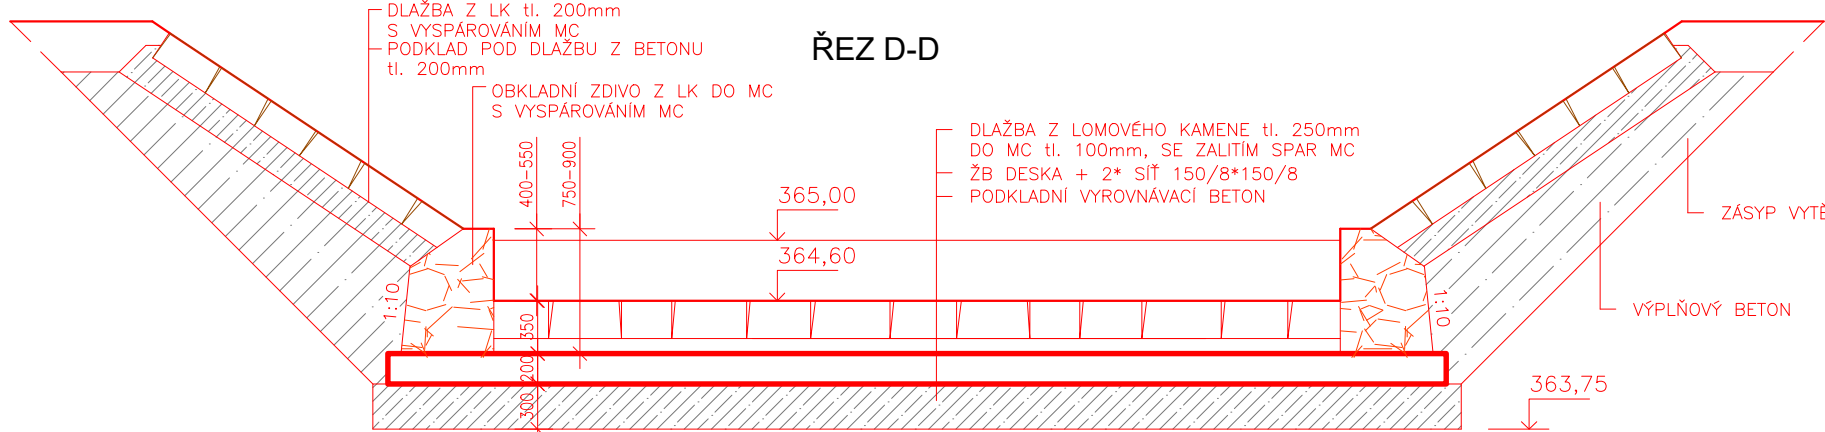 DLAŽBA Z LK tl. 200mm
S VYSPÁROVÁNÍM MC
PODKLAD POD DLAŽBU Z BETONU
tl. 200mm
OBKLADNÍ ZDIVO Z LK DO MC
S VYSPÁROVÁNÍM MC
ŘEZ D-D
DLAŽBA Z LOMOVÉHO KAMENE tl. 250mm
DO MC tl. 100mm, SE ZALITÍM SPAR MC
ŽB DESKA + 2* SÍŤ 150/8*150/8
PODKLADNÍ VYROVNÁVACÍ BETON
400-550
750-900
365,00
364,60
ZÁSYP VYTĚ
1:10
1:10
VÝPLŇOVÝ BETON
350
200
300
363,75